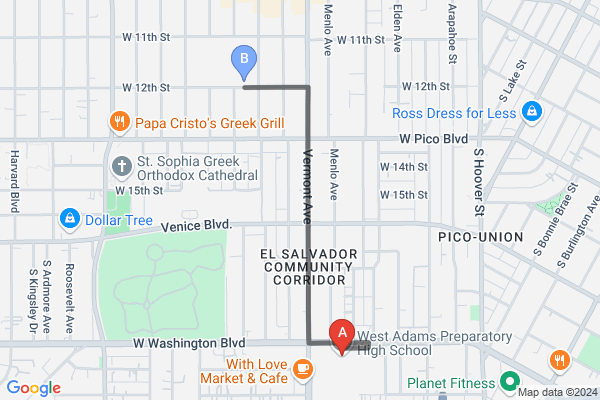 W 11th St
Menlo Ave
Elden Ave
Arapahoe St
W 11th St
B
W 12th St
W 12th St
S Lake St
Ross Dress for Less
Papa Cristo's Greek Grill
W Pico Blvd
Harvard Blvd
St. Sophia Greek
Orthodox Cathedral
Vermont Ave
Menlo Ave
W 14th St
S Hoover St
W 15th St
W 15th St
Dollar Tree
Venice Blvd.
PICO-UNION
S Bonnie Brae St
S Burlington Ave
EL SALVADOR
COMMUNITY
CORRIDOR
S Kingsley Dr
S Ardmore Ave
Roosevelt Ave
W Washington Blvd
A
West Adams Preparatory
High School
With Love
Market & Cafe
Planet Fitness
Google
Map data ©2024